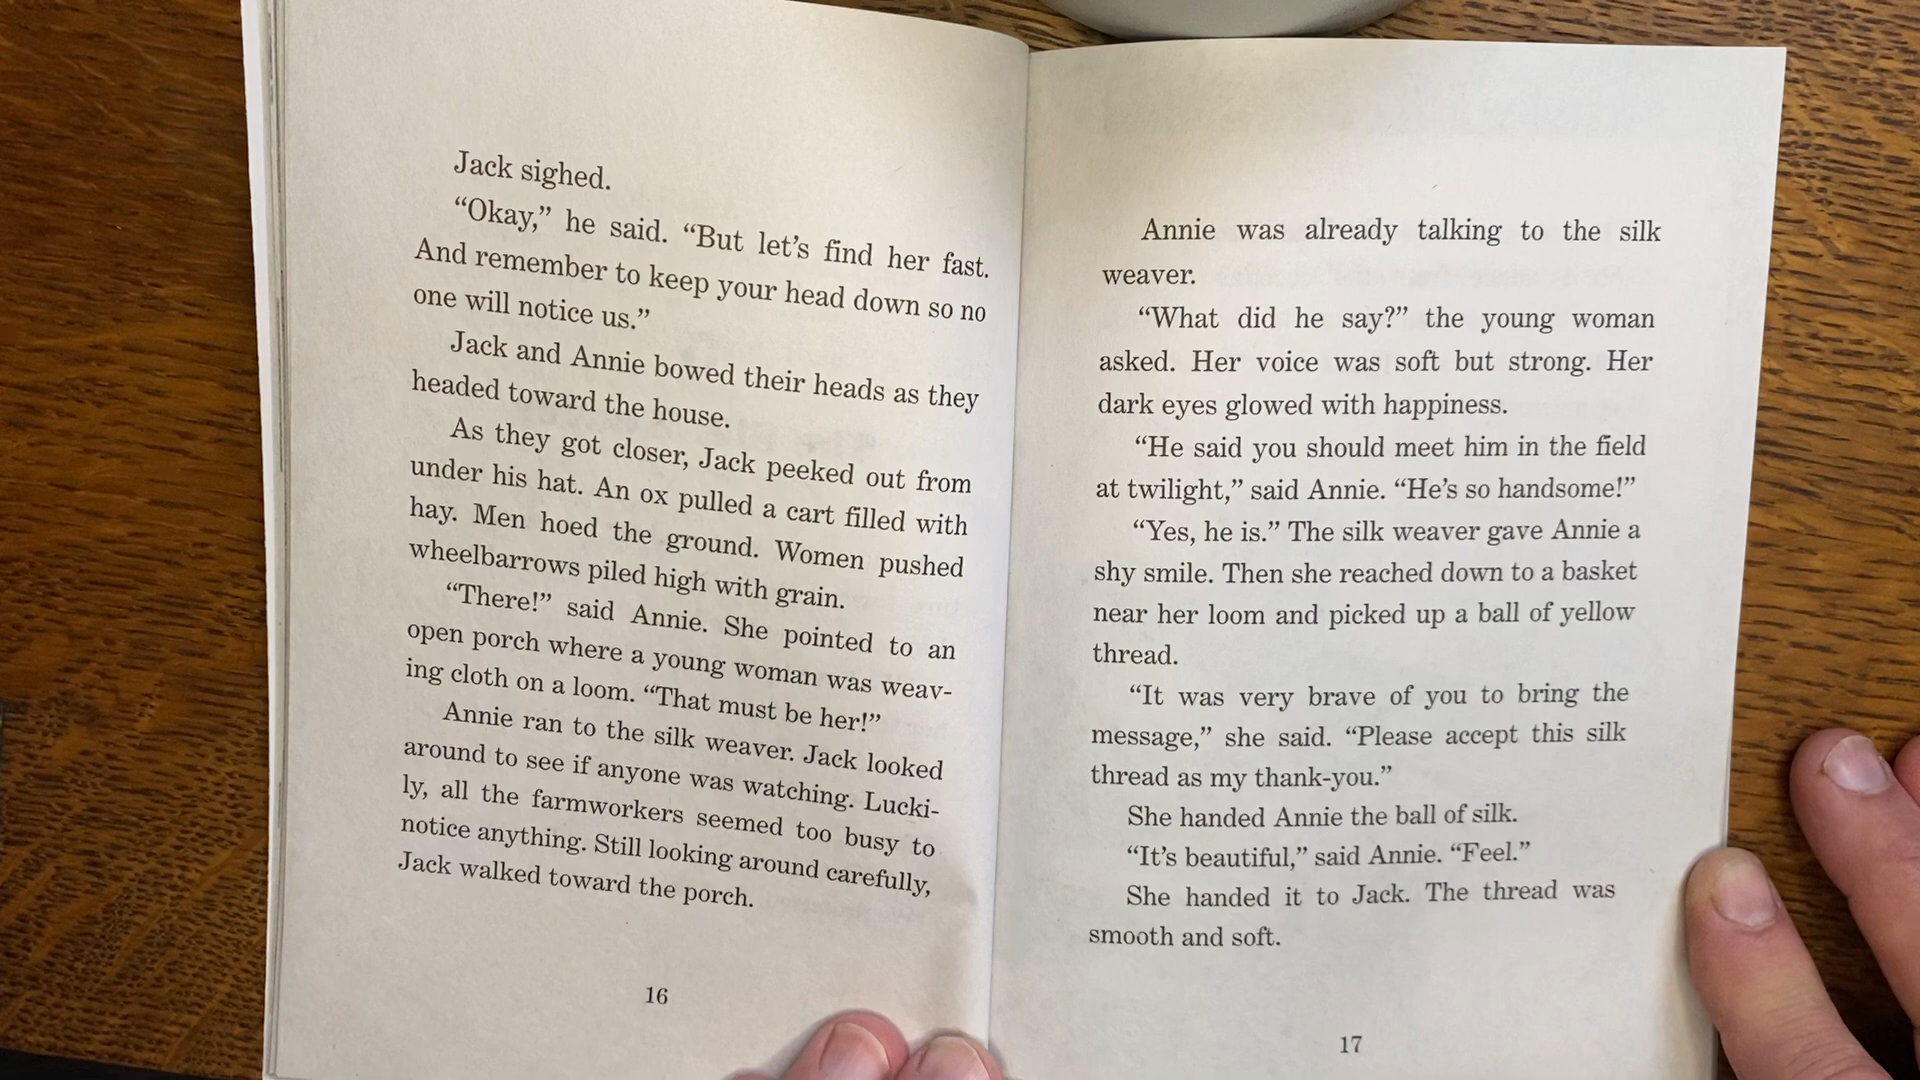 Jack sighed.
“Okay,” he said. “But let’s find her fast.
And remember to keep your head down so no
one will notice us.”
Jack and Annie bowed their heads as they
headed toward the house.
As they got closer, Jack peeked out from
under his hat. An ox pulled a cart filled with
hay. Men hoed the ground. Women pushed
wheelbarrows piled high with grain.
“There!” said Annie. She pointed to an
open porch where a young woman was weav-
ing cloth on a loom. “That must be her!”
Annie ran to the silk weaver. Jack looked
around to see if anyone was watching. Lucki-
ly, all the farmworkers seemed too busy to
notice anything. Still looking around carefully,
Jack walked toward the porch.
16
Annie was already talking to the silk
weaver.
“What did he say?” the young woman
asked. Her voice was soft but strong. Her
dark eyes glowed with happiness.
“He said you should meet him in the field
at twilight,” said Annie. “He’s so handsome!”
“Yes, he is.” The silk weaver gave Annie a
shy smile. Then she reached down to a basket
near her loom and picked up a ball of yellow
thread.
“It was very brave of you to bring the
message,” she said. “Please accept this silk
thread as my thank-you.”
She handed Annie the ball of silk.
“It’s beautiful,” said Annie. “Feel.”
She handed it to Jack. The thread was
smooth and soft.
17